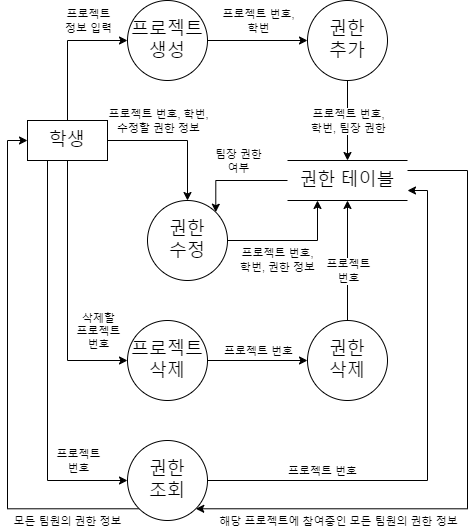 프로젝트
정보 입력
프로젝트
생성
프로젝트 번호,
학번
권한
추가
프로젝트 번호,
학번, 팀장 권한
학생
프로젝트 번호, 학번,
수정할 권한 정보
팀장 권한
여부
권한 테이블
권한
수정
프로젝트 번호,
학번, 권한 정보
프로젝트
번호
삭제할
프로젝트
번호
프로젝트
삭제
프로젝트 번호
권한
삭제
프로젝트
번호
권한
조회
프로젝트 번호
모든 팀원의 권한 정보
해당 프로젝트에 참여중인 모든 팀원의 권한 정보